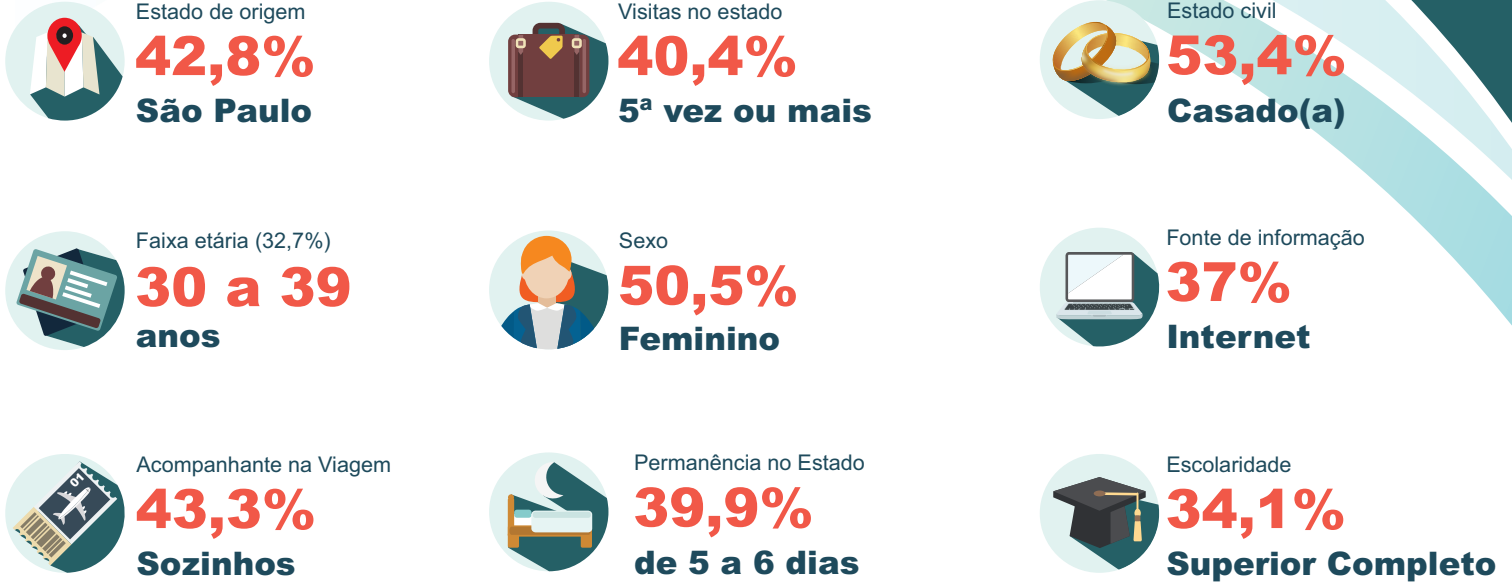 Estado de origem
42,8%
São Paulo
Visitas no estado
40,4%
5ª vez ou mais
Estado civil
53,4%
Casado(a)
Faixa etária (32,7%)
30 a 39
anos
Sexo
50,5%
Feminino
Fonte de informação
37%
Internet
Acompanhante na Viagem
43,3%
Sozinhos
01
Permanência no Estado
39,9%
de 5 a 6 dias
Escolaridade
34,1%
Superior Completo